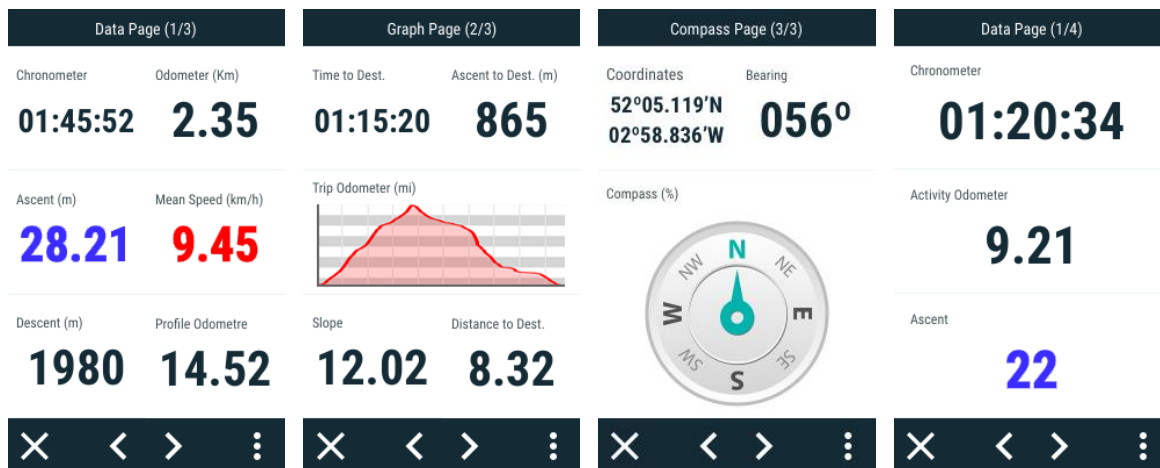 Data Page (1/3)
Chronometer Odometer (Km)
01:45:52 2.35
Ascent (m) Mean Speed (km/h)
28.21 9.45
Descent (m) Profile Odometre
1980 14.52
Graph Page (2/3)
Time to Dest. Ascent to Dest. (m)
01:15:20 865
Trip Odometer (mi)
Slope Distance to Dest.
12.02 8.32
Compass Page (3/3)
Coordinates Bearing
52º05.119’N
02º58.836’W
056º
Compass (%)
N
NW NE
W E
SW SE
S
Data Page (1/4)
Chronometer
01:20:34
Activity Odometer
9.21
Ascent
22